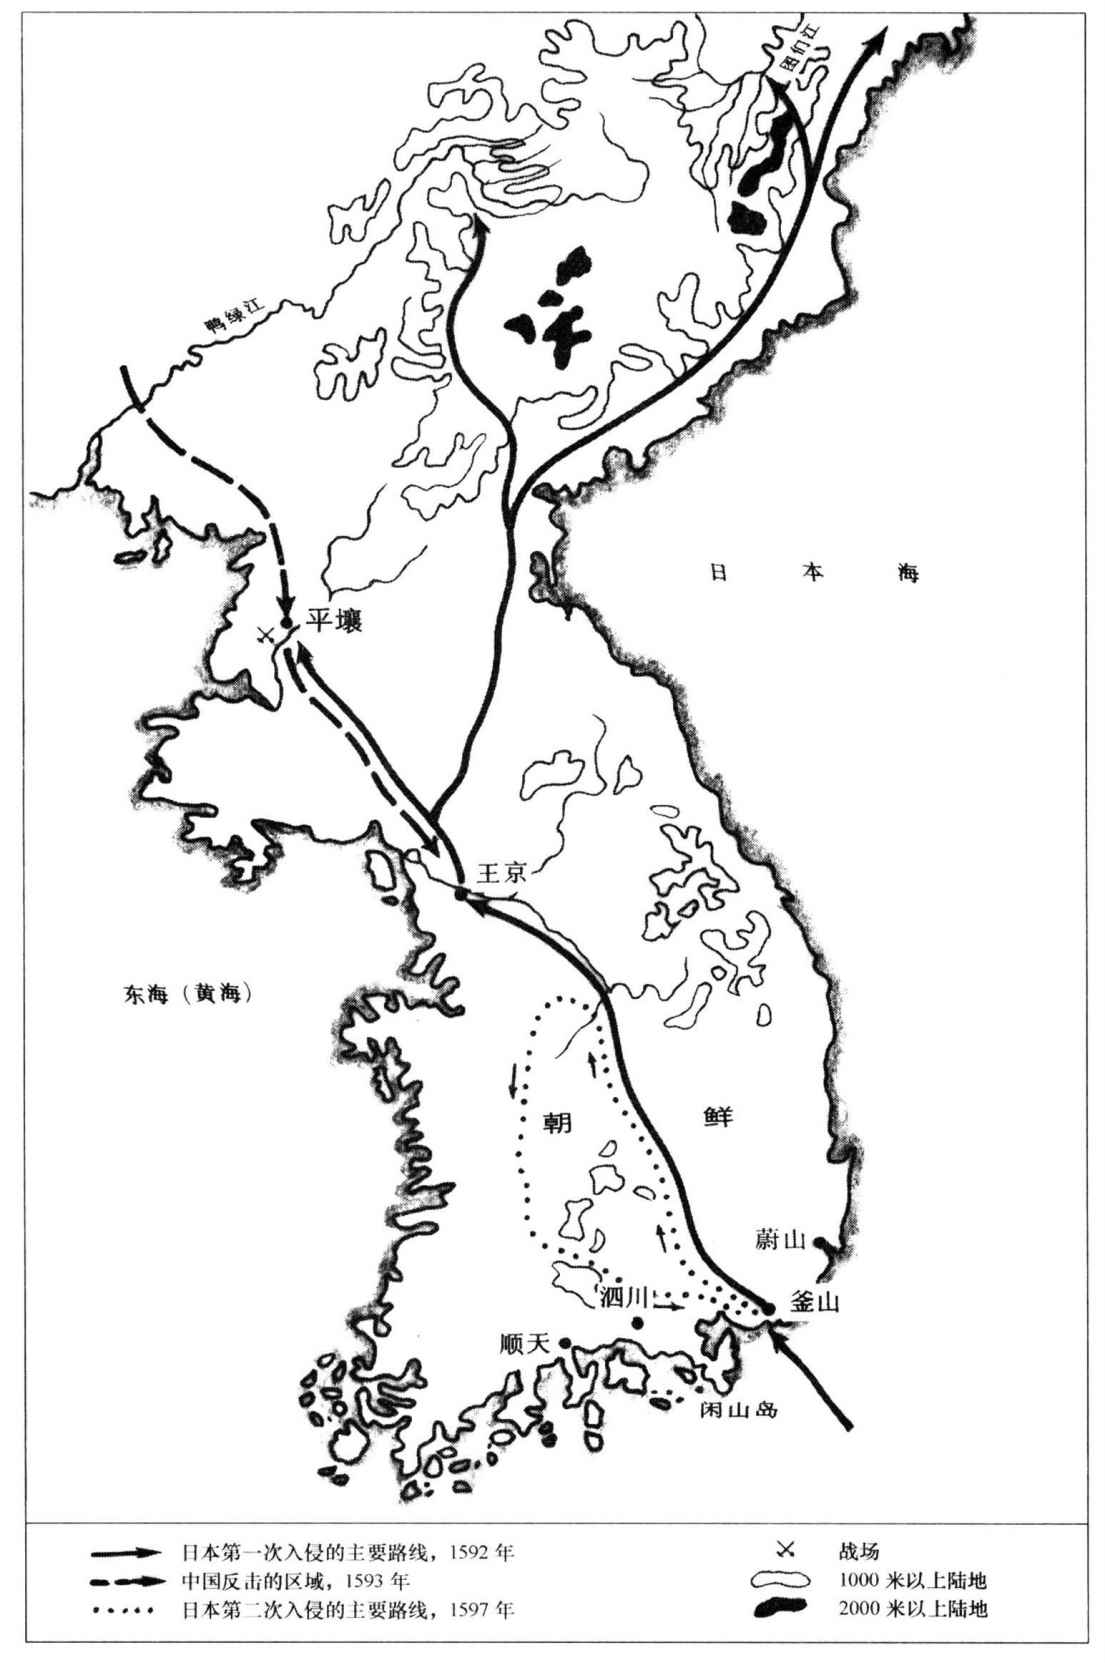 图们江
鸭绿江
日本海
平壤
王京
东海（黄海）
朝鲜
蔚山
釜山
泗川
顺天
闲山岛
日本第一次入侵的主要路线，1592 年
中国反击的区域，1593 年
日本第二次入侵的主要路线，1597 年
战场
1000 米以上陆地
2000 米以上陆地